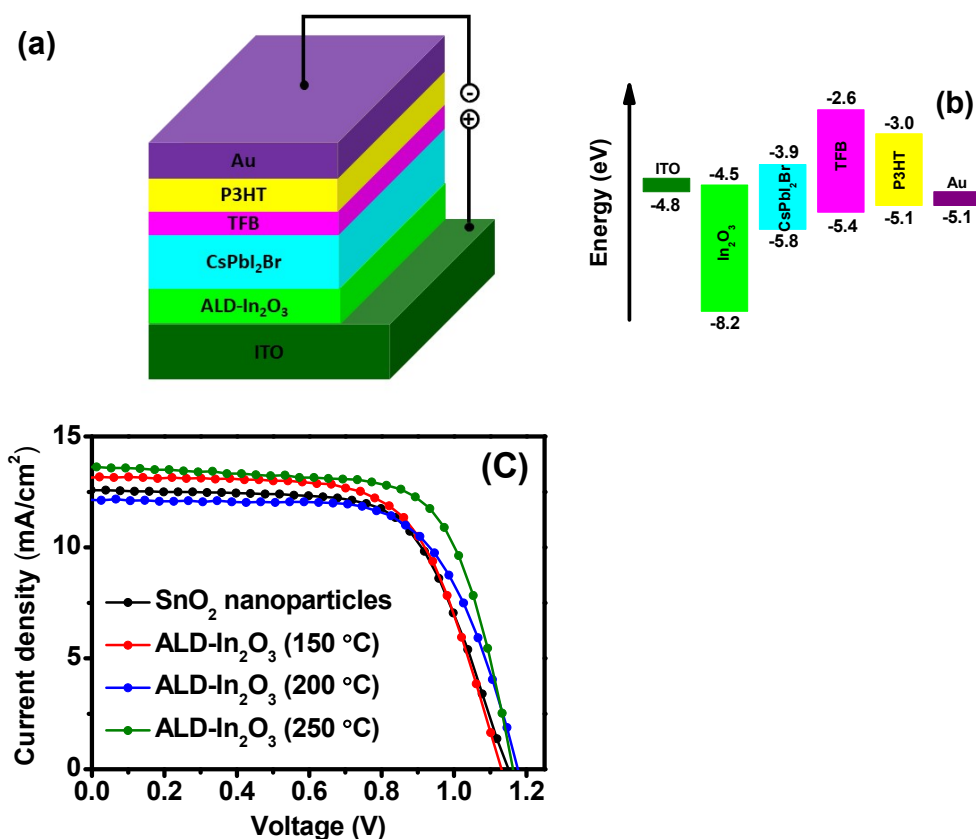 (a)
-
+
Au
P3HT
TFB
CsPbI₂Br
ALD-In₂O₃
ITO
(b)
Energy (eV)
ITO
-4.8
-4.5
In₂O₃
-8.2
-3.9
CsPbI₂Br
-5.8
-2.6
TFB
-5.4
-3.0
P3HT
-5.1
Au
-5.1
(C)
Current density (mA/cm²)
15
10
5
0
SnO₂ nanoparticles
ALD-In₂O₃ (150 °C)
ALD-In₂O₃ (200 °C)
ALD-In₂O₃ (250 °C)
0.0 0.2 0.4 0.6 0.8 1.0 1.2
Voltage (V)